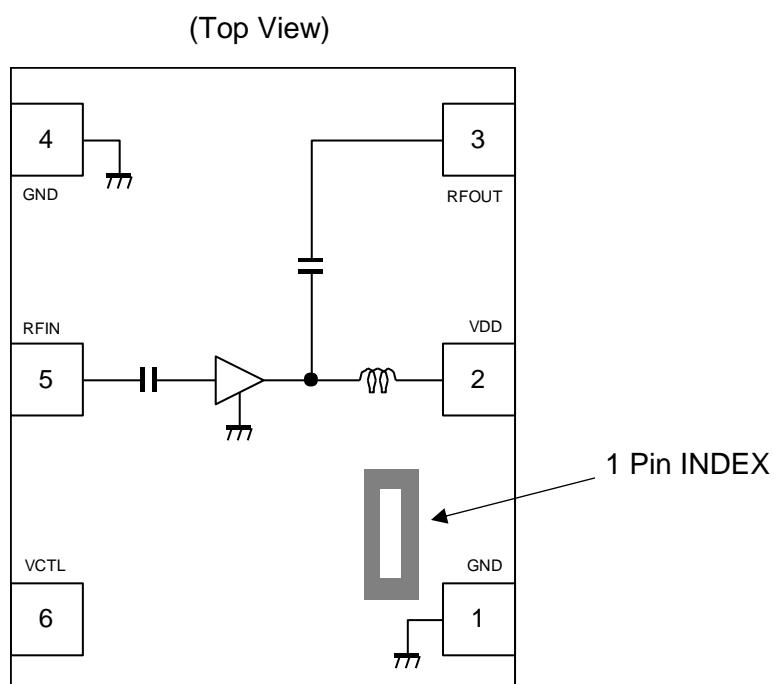 (Top View)
4
3
GND
RFOUT
RFIN
VDD
5
2
1 Pin INDEX
VCTL
GND
6
1